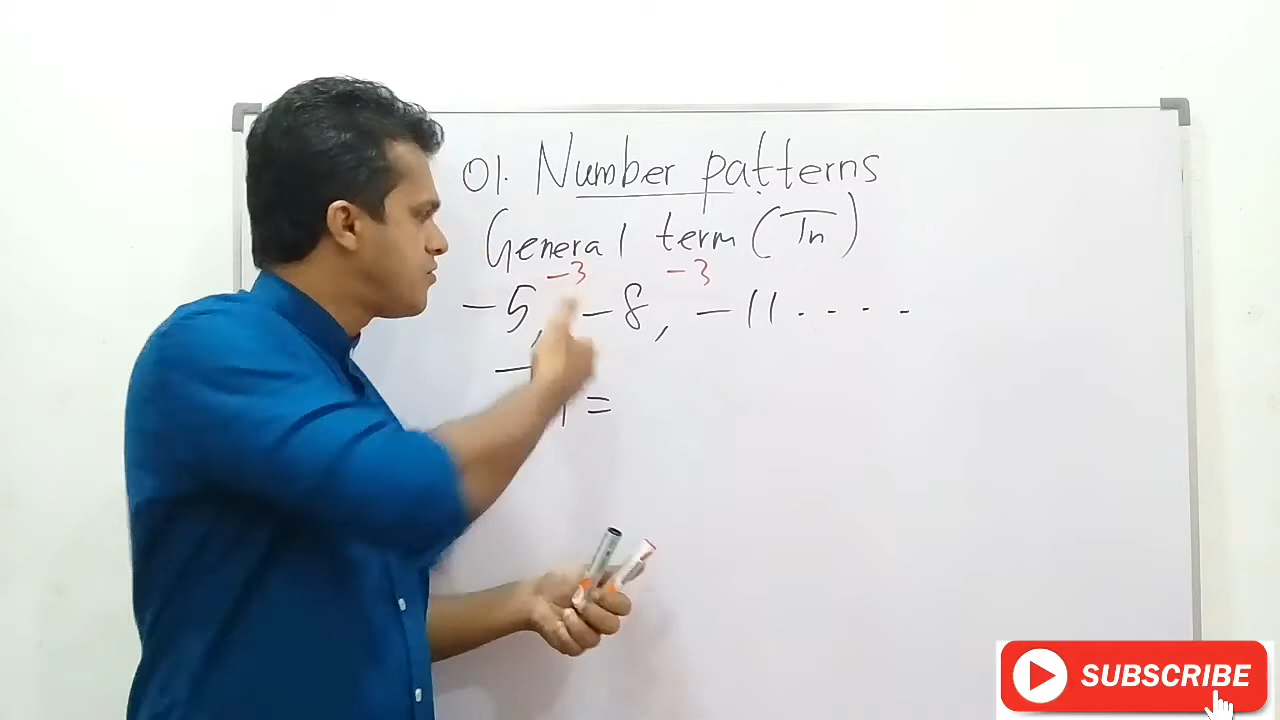 01. Number patterns
General term (Tn)
-3 -3
-5, -8, -11 . . . .
=
SUBSCRIBE